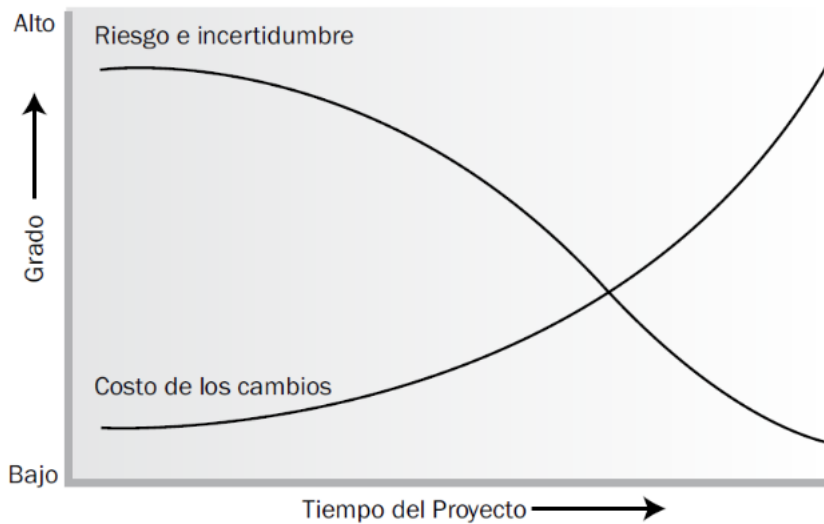 Alto
Riesgo e incertidumbre
Grado
Costo de los cambios
Bajo
Tiempo del Proyecto